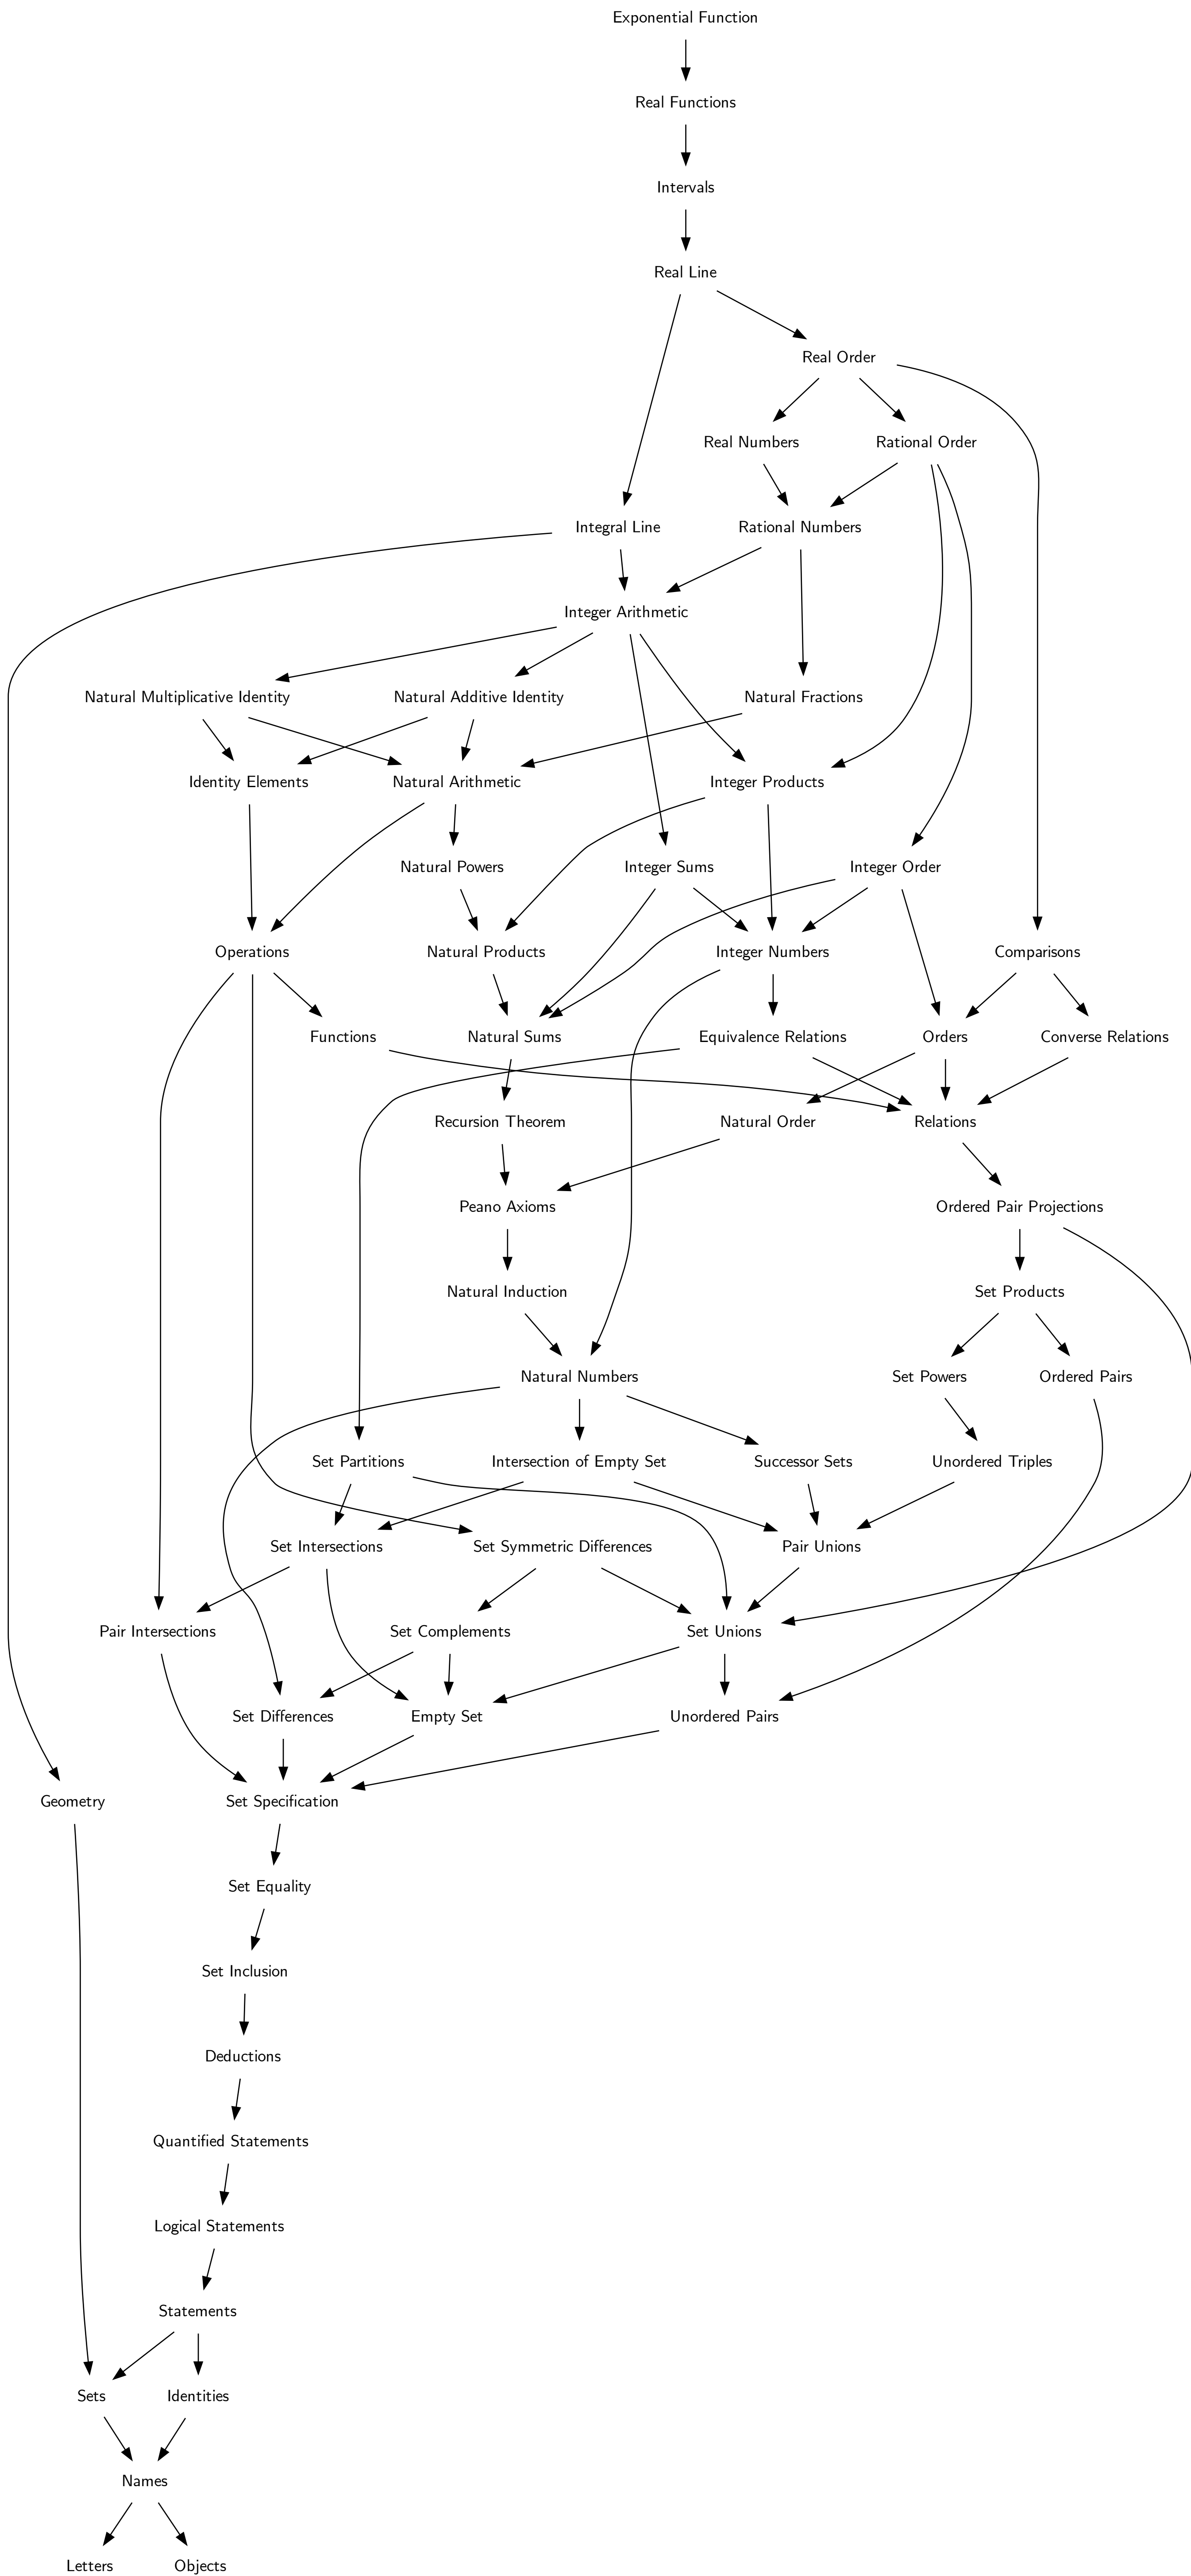 Exponential Function
Real Functions
Intervals
Real Line
Real Order
Real Numbers
Rational Order
Integral Line
Rational Numbers
Integer Arithmetic
Natural Multiplicative Identity
Natural Additive Identity
Natural Fractions
Identity Elements
Natural Arithmetic
Integer Products
Natural Powers
Integer Sums
Integer Order
Operations
Natural Products
Integer Numbers
Comparisons
Functions
Natural Sums
Equivalence Relations
Orders
Converse Relations
Recursion Theorem
Natural Order
Relations
Peano Axioms
Ordered Pair Projections
Natural Induction
Set Products
Natural Numbers
Set Powers
Ordered Pairs
Set Partitions
Intersection of Empty Set
Successor Sets
Unordered Triples
Set Intersections
Set Symmetric Differences
Pair Unions
Pair Intersections
Set Complements
Set Unions
Set Differences
Empty Set
Unordered Pairs
Geometry
Set Specification
Set Equality
Set Inclusion
Deductions
Quantified Statements
Logical Statements
Statements
Sets
Identities
Names
Letters
Objects